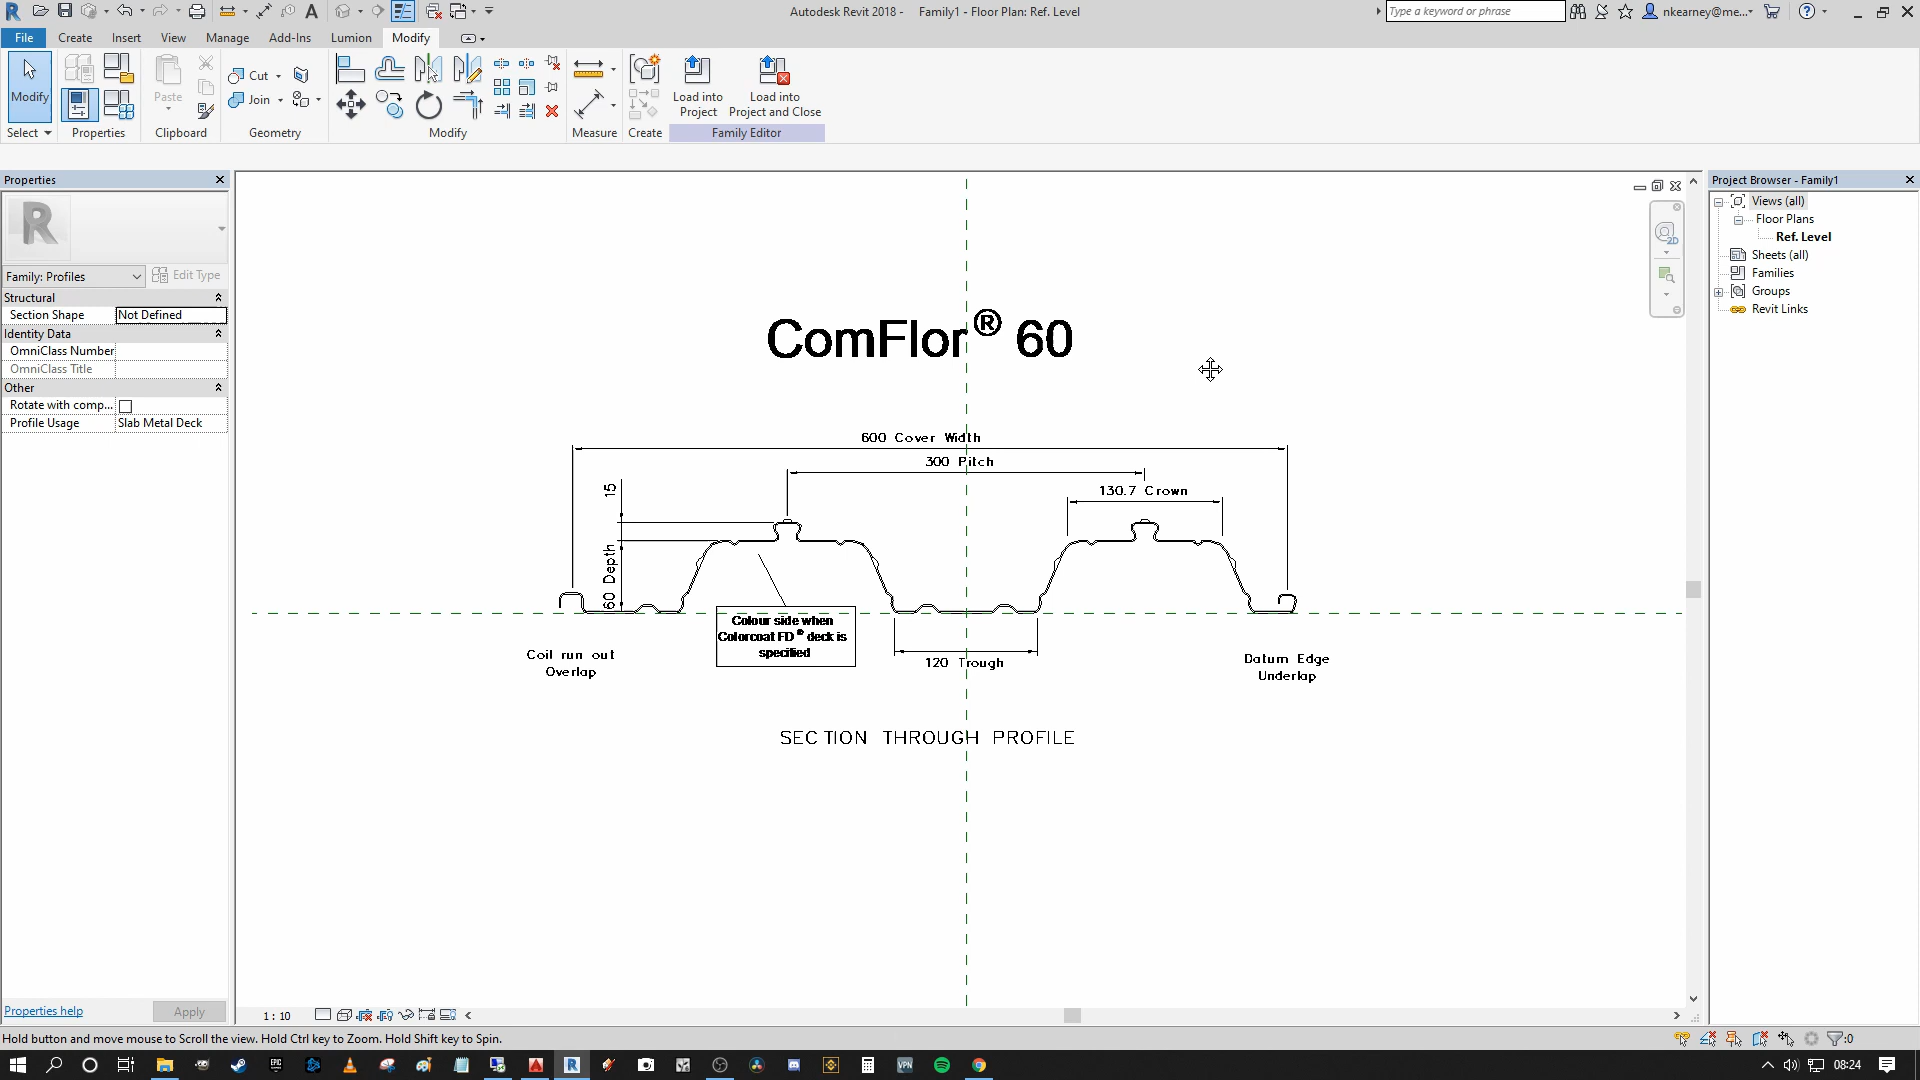 Autodesk Revit 2018 -     Family1 - Floor Plan: Ref. Level
Type a keyword or phrase
nkearney@me...
File
Create
Insert
View
Manage
Add-Ins
Lumion
Modify
Modify
Paste
Cut
Join
Load into
Project
Load into
Project and Close
Select
Properties
Clipboard
Geometry
Modify
Measure
Create
Family Editor
Properties
Family: Profiles
Edit Type
Structural
Section Shape
Not Defined
Identity Data
OmniClass Number
OmniClass Title
Other
Rotate with comp...
Profile Usage
Slab Metal Deck
Properties help
Apply
ComFlor® 60
600 Cover Width
300 Pitch
130.7 Crown
15
60 Depth
Colour side when
Colorcoat FD® deck is
specified
120 Trough
Coil run out
Overlap
Datum Edge
Underlap
SECTION THROUGH PROFILE
Project Browser - Family1
Views (all)
Floor Plans
Ref. Level
Sheets (all)
Families
Groups
Revit Links
2D
1 : 10
Hold button and move mouse to Scroll the view. Hold Ctrl key to Zoom. Hold Shift key to Spin.
:0
EPIC
VPN
08:24